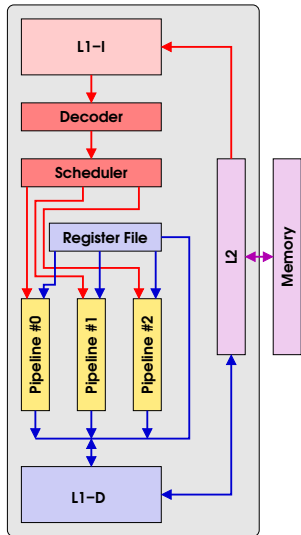 L1–I
Decoder
Scheduler
Register File
L2
Memory
Pipeline #0
Pipeline #1
Pipeline #2
L1–D